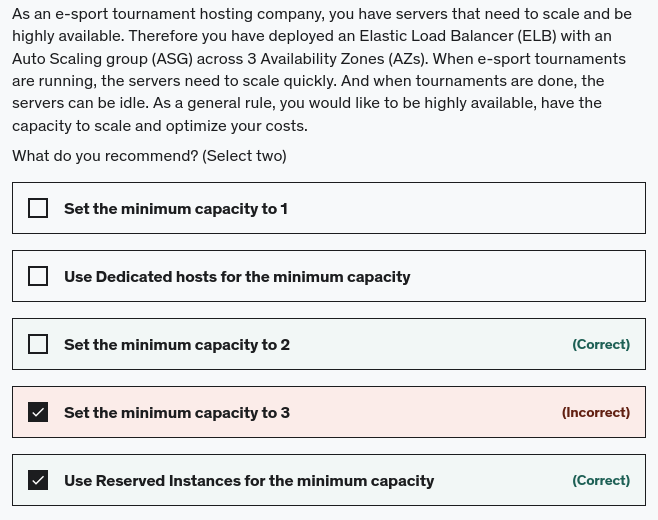 As an e-sport tournament hosting company, you have servers that need to scale and be
highly available. Therefore you have deployed an Elastic Load Balancer (ELB) with an
Auto Scaling group (ASG) across 3 Availability Zones (AZs). When e-sport tournaments
are running, the servers need to scale quickly. And when tournaments are done, the
servers can be idle. As a general rule, you would like to be highly available, have the
capacity to scale and optimize your costs.
What do you recommend? (Select two)
Set the minimum capacity to 1
Use Dedicated hosts for the minimum capacity
Set the minimum capacity to 2 (Correct)
Set the minimum capacity to 3 (Incorrect)
Use Reserved Instances for the minimum capacity (Correct)